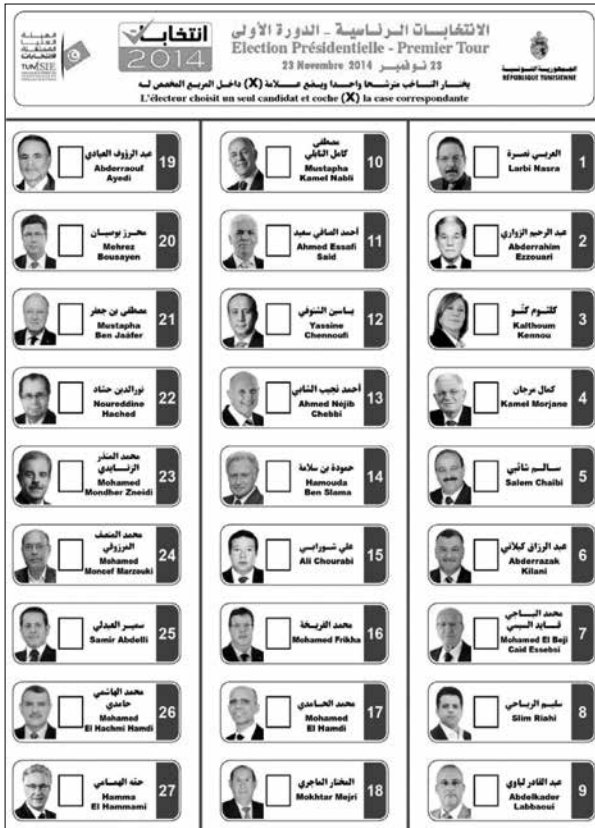 الهيئة
العليا
المستقلة
للانتخابات
TUNISIE
انتخابات
2014
الانتخابات الرئاسية - الدورة الأولى
Election Présidentielle - Premier Tour
23 نوفمبر 2014 23 Novembre
الجمهورية التونسية
RÉPUBLIQUE TUNISIENNE
يختار الناخب مترشحا واحدا ويضع علامة (X) داخل المربع المخصص له
L'électeur choisit un seul candidat et coche (X) la case correspondante
العربي نصرة
Larbi Nasra
1
عبد الرحيم الزواري
Abderrahim
Ezzouari
2
كلثوم كنّو
Kalthoum
Kennou
3
كمال مرجان
Kamel Morjane
4
سالم شائبي
Salem Chaibi
5
عبد الرزاق كيلاني
Abderrazak
Kilani
6
محمد الباجي
قايد السبسي
Mohamed El Beji
Caid Essebsi
7
سليم الرياحي
Slim Riahi
8
عبد القادر لباوي
Abdelkader
Labbaoui
9
مصطفى
كامل النابلي
Mustapha
Kamel Nabli
10
أحمد الصافي سعيد
Ahmed Essafi
Said
11
ياسين الشنوفي
Yassine
Chennoufi
12
أحمد نجيب الشابي
Ahmed Néjib
Chebbi
13
حمودة بن سلامة
Hamouda
Ben Slama
14
علي شورابي
Ali Chourabi
15
محمد الفريخة
Mohamed Frikha
16
محمد الحامدي
Mohamed
El Hamdi
17
المختار الماجري
Mokhtar Mejri
18
عبد الرؤوف العيادي
Abderraouf
Ayedi
19
محرز بوصيان
Mehrez
Bousayen
20
مصطفى بن جعفر
Mustapha
Ben Jaâfer
21
نورالدين حشاد
Noureddine
Hached
22
محمد المنذر
الزنايدي
Mohamed
Mondher Zneidi
23
محمد المنصف
المرزوقي
Mohamed
Moncef Marzouki
24
سمير العبدلي
Samir Abdelli
25
محمد الهاشمي
حامدي
Mohamed
El Hachmi Hamdi
26
حمّه الهمامي
Hamma
El Hammami
27